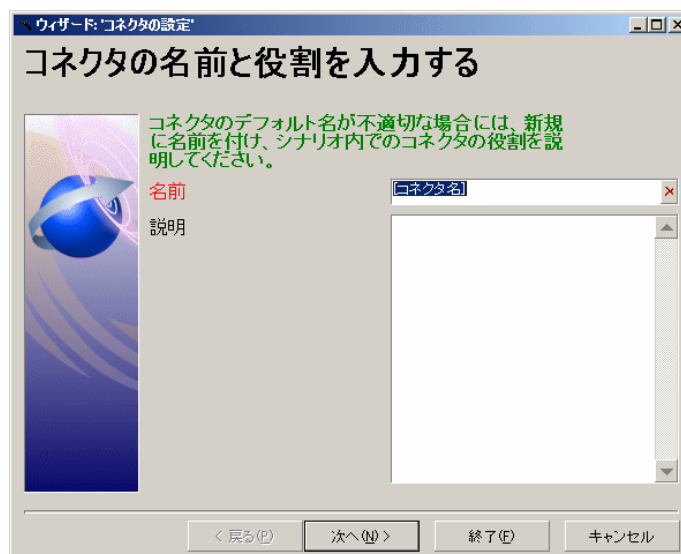 ウィザード: 'コネクタの設定'
コネクタの名前と役割を入力する
コネクタのデフォルト名が不適切な場合には、新規
に名前を付け、シナリオ内でのコネクタの役割を説
明してください。
名前
[コネクタ名]
説明
< 戻る(P)
次へ(N) >
終了(F)
キャンセル